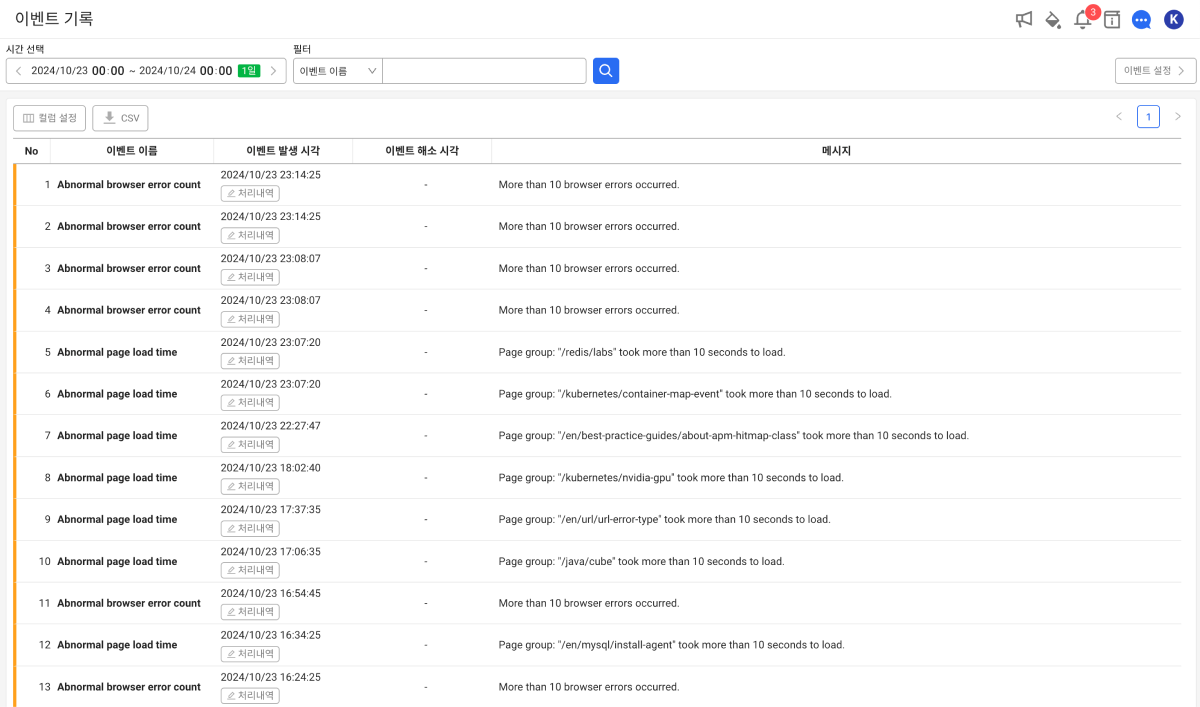 이벤트 기록
3
K
시간 선택
필터
2024/10/23 00:00 ~ 2024/10/24 00:00 1일
이벤트 이름
이벤트 설정
컬럼 설정
CSV
1
No 이벤트 이름 이벤트 발생 시각 이벤트 해소 시각 메시지
1 Abnormal browser error count 2024/10/23 23:14:25 - More than 10 browser errors occurred.
처리내역
2 Abnormal browser error count 2024/10/23 23:14:25 - More than 10 browser errors occurred.
처리내역
3 Abnormal browser error count 2024/10/23 23:08:07 - More than 10 browser errors occurred.
처리내역
4 Abnormal browser error count 2024/10/23 23:08:07 - More than 10 browser errors occurred.
처리내역
5 Abnormal page load time 2024/10/23 23:07:20 - Page group: "/redis/labs" took more than 10 seconds to load.
처리내역
6 Abnormal page load time 2024/10/23 23:07:20 - Page group: "/kubernetes/container-map-event" took more than 10 seconds to load.
처리내역
7 Abnormal page load time 2024/10/23 22:27:47 - Page group: "/en/best-practice-guides/about-apm-hitmap-class" took more than 10 seconds to load.
처리내역
8 Abnormal page load time 2024/10/23 18:02:40 - Page group: "/kubernetes/nvidia-gpu" took more than 10 seconds to load.
처리내역
9 Abnormal page load time 2024/10/23 17:37:35 - Page group: "/en/url/url-error-type" took more than 10 seconds to load.
처리내역
10 Abnormal page load time 2024/10/23 17:06:35 - Page group: "/java/cube" took more than 10 seconds to load.
처리내역
11 Abnormal browser error count 2024/10/23 16:54:45 - More than 10 browser errors occurred.
처리내역
12 Abnormal page load time 2024/10/23 16:34:25 - Page group: "/en/mysql/install-agent" took more than 10 seconds to load.
처리내역
13 Abnormal browser error count 2024/10/23 16:24:25 - More than 10 browser errors occurred.
처리내역